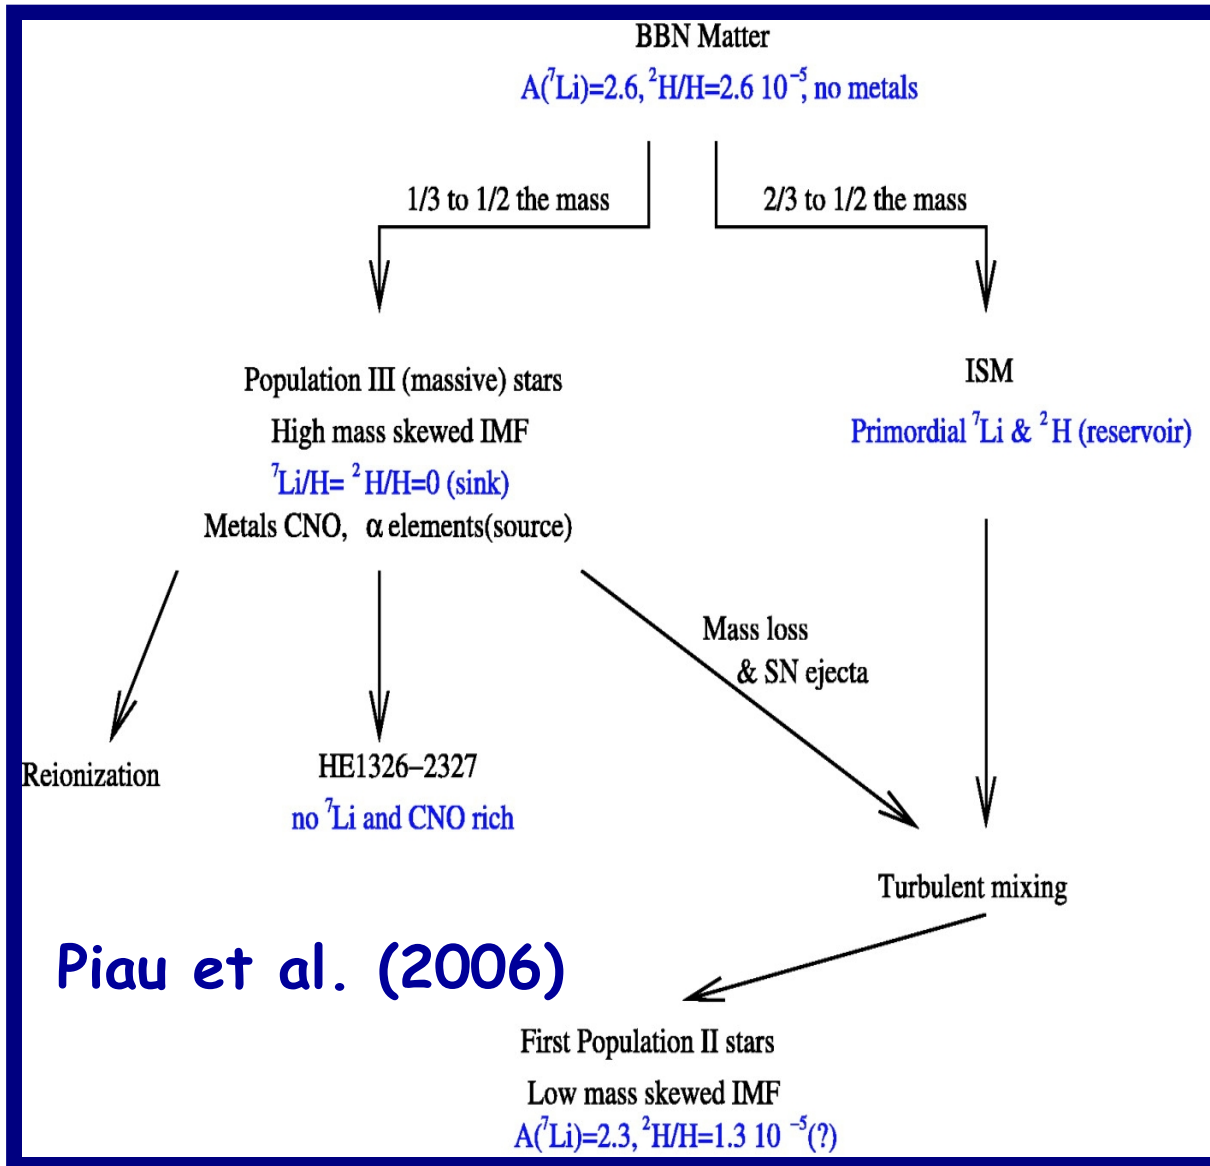 BBN Matter
A(⁷Li)=2.6, ²H/H=2.6 10⁻⁵, no metals
1/3 to 1/2 the mass
2/3 to 1/2 the mass
Population III (massive) stars
High mass skewed IMF
⁷Li/H= ²H/H=0 (sink)
Metals CNO, α elements(source)
ISM
Primordial ⁷Li & ²H (reservoir)
Mass loss
& SN ejecta
Reionization
HE1326–2327
no ⁷Li and CNO rich
Turbulent mixing
Piau et al. (2006)
First Population II stars
Low mass skewed IMF
A(⁷Li)=2.3, ²H/H=1.3 10⁻⁵(?)